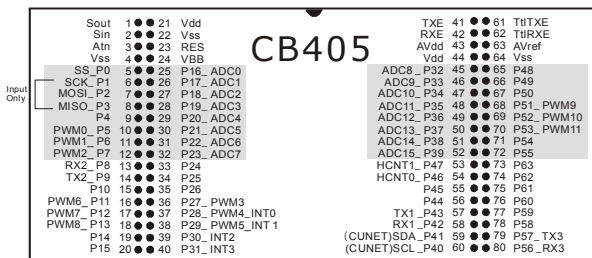 CB405
Sout 1 21 Vdd
Sin 2 22 Vss
Atn 3 23 RES
Vss 4 24 VBB
SS_P0 5 25 P16_ADC0
Input Only
SCK_P1 6 26 P17_ADC1
MOSI_P2 7 27 P18_ADC2
MISO_P3 8 28 P19_ADC3
P4 9 29 P20_ADC4
PWM0_P5 10 30 P21_ADC5
PWM1_P6 11 31 P22_ADC6
PWM2_P7 12 32 P23_ADC7
RX2_P8 13 33 P24
TX2_P9 14 34 P25
P10 15 35 P26
PWM6_P11 16 36 P27_PWM3
PWM7_P12 17 37 P28_PWM4_INT0
PWM8_P13 18 38 P29_PWM5_INT1
P14 19 39 P30_INT2
P15 20 40 P31_INT3
TXE 41 61 TtlTXE
RXE 42 62 TtlRXE
AVdd 43 63 AVref
Vdd 44 64 Vss
ADC8_P32 45 65 P48
ADC9_P33 46 66 P49
ADC10_P34 47 67 P50
ADC11_P35 48 68 P51_PWM9
ADC12_P36 49 69 P52_PWM10
ADC13_P37 50 70 P53_PWM11
ADC14_P38 51 71 P54
ADC15_P39 52 72 P55
HCNT1_P47 53 73 P63
HCNT0_P46 54 74 P62
P45 55 75 P61
P44 56 76 P60
TX1_P43 57 77 P59
RX1_P42 58 78 P58
(CUNET)SDA_P41 59 79 P57_TX3
(CUNET)SCL_P40 60 80 P56_RX3